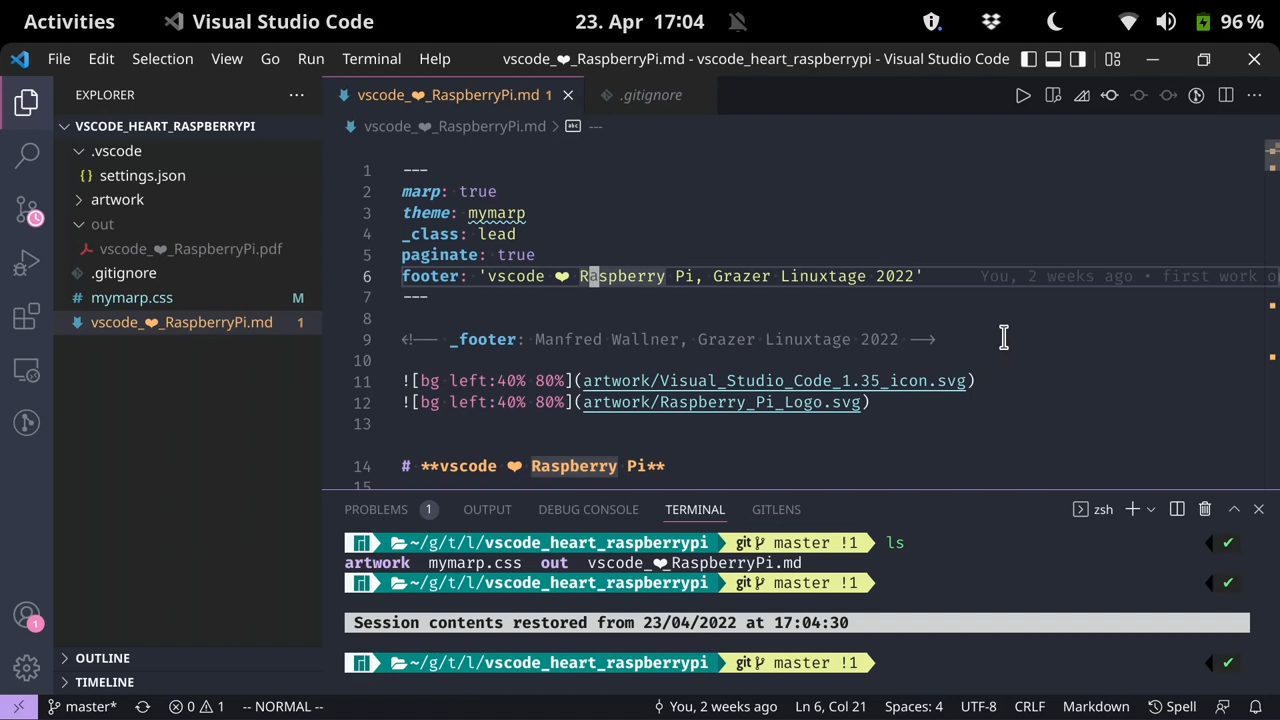 Activities Visual Studio Code 23. Apr 17:04 96 %
File Edit Selection View Go Run Terminal Help vscode_❤_RaspberryPi.md - vscode_heart_raspberrypi - Visual Studio Code
EXPLORER vscode_❤_RaspberryPi.md 1 .gitignore
VSCODE_HEART_RASPBERRYPI vscode_❤_RaspberryPi.md > ---
.vscode
{} settings.json
artwork
out
vscode_❤_RaspberryPi.pdf
.gitignore
mymarp.css M
vscode_❤_RaspberryPi.md 1
OUTLINE
TIMELINE
1 ---
2 marp: true
3 theme: mymarp
4 _class: lead
5 paginate: true
6 footer: 'vscode ❤ Raspberry Pi, Grazer Linuxtage 2022' You, 2 weeks ago • first work o
7 ---
8
9 <!-- _footer: Manfred Wallner, Grazer Linuxtage 2022 -->
10
11 ![bg left:40% 80%](artwork/Visual_Studio_Code_1.35_icon.svg)
12 ![bg left:40% 80%](artwork/Raspberry_Pi_Logo.svg)
13
14 # **vscode ❤ Raspberry Pi**
15
PROBLEMS 1 OUTPUT DEBUG CONSOLE TERMINAL GITLENS zsh
~/g/t/l/vscode_heart_raspberrypi git master !1 ls ✔
artwork mymarp.css out vscode_❤_RaspberryPi.md
~/g/t/l/vscode_heart_raspberrypi git master !1 ✔
Session contents restored from 23/04/2022 at 17:04:30
~/g/t/l/vscode_heart_raspberrypi git master !1 ✔
1
master* 0 1 -- NORMAL -- You, 2 weeks ago Ln 6, Col 21 Spaces: 4 UTF-8 CRLF Markdown Spell